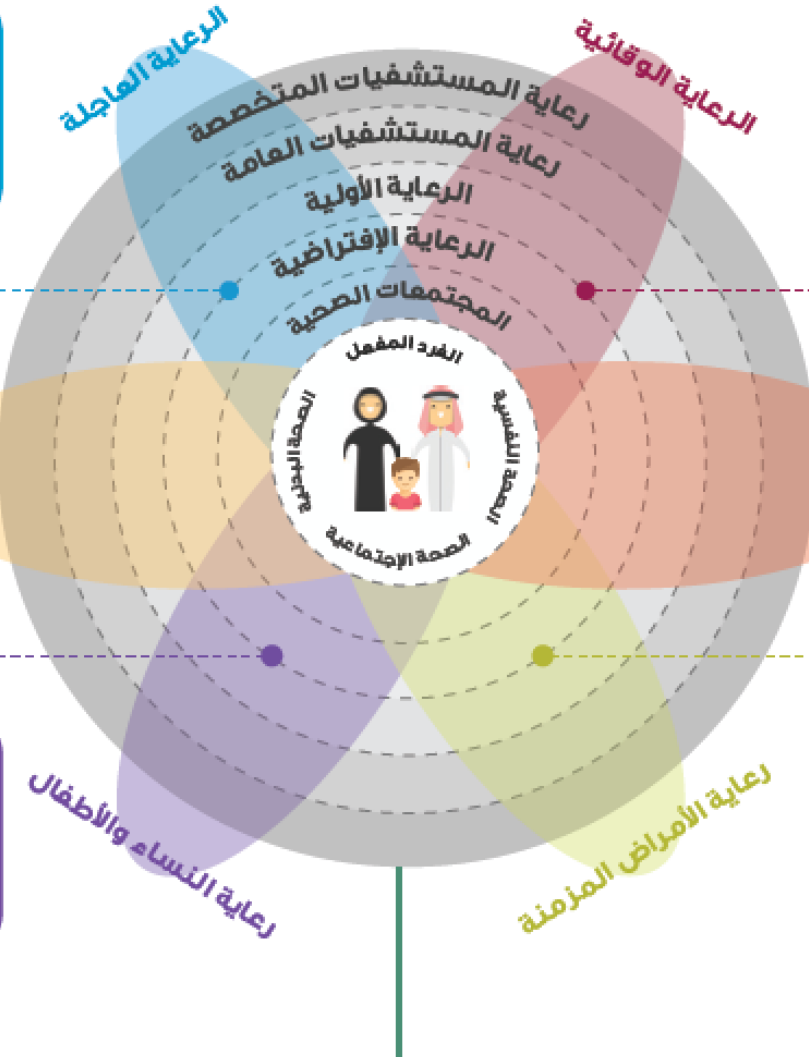 الرعاية الوقائية
الرعاية العاجلة
رعاية المستشفيات المتخصصة
رعاية المستشفيات العامة
الرعاية الأولية
الرعاية الإفتراضية
المجتمعات الصحية
الفرد المفعل
الصحة النفسية
الصحة البدنية
الصحة الإجتماعية
رعاية الأمراض المزمنة
رعاية النساء والأطفال